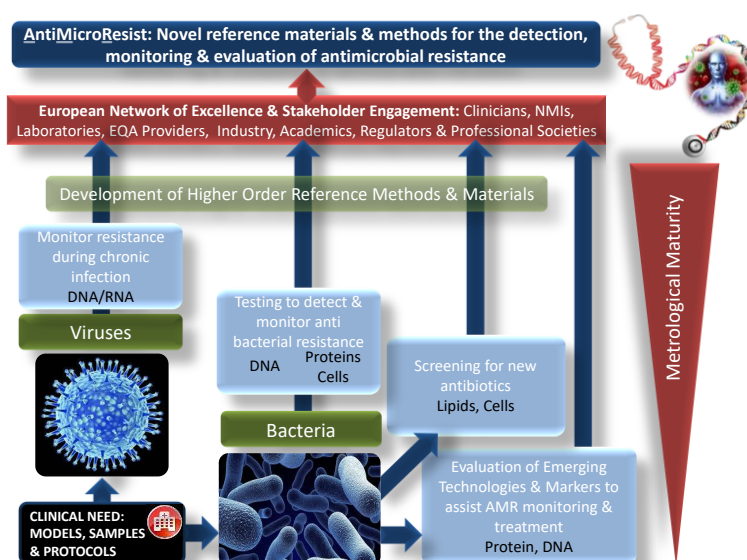 AntiMicroResist: Novel reference materials & methods for the detection,
monitoring & evaluation of antimicrobial resistance
European Network of Excellence & Stakeholder Engagement: Clinicians, NMIs,
Laboratories, EQA Providers, Industry, Academics, Regulators & Professional Societies
Development of Higher Order Reference Methods & Materials
Monitor resistance
during chronic
infection
DNA/RNA
Viruses
Testing to detect &
monitor anti
bacterial resistance
DNA
Proteins
Cells
Bacteria
Screening for new
antibiotics
Lipids, Cells
Evaluation of Emerging
Technologies & Markers to
assist AMR monitoring &
treatment
Protein, DNA
CLINICAL NEED:
MODELS, SAMPLES
& PROTOCOLS
Metrological Maturity